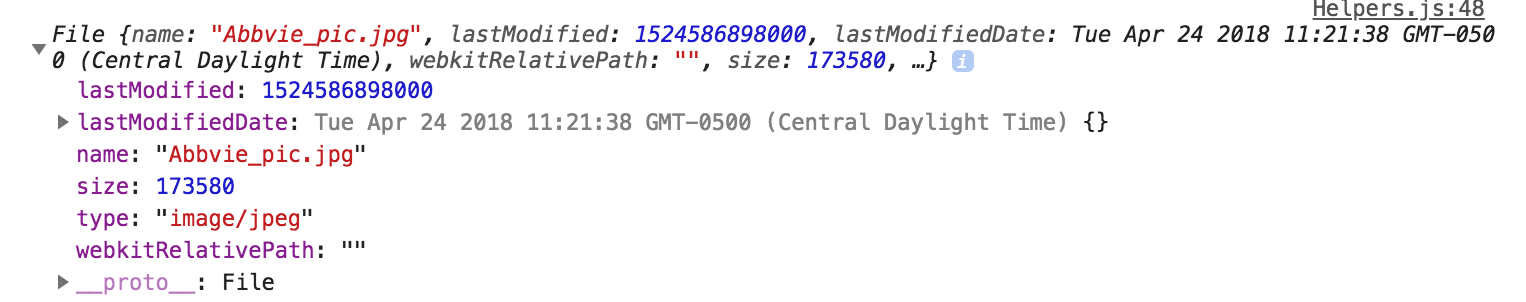 Helpers.js:48
File {name: "Abbvie_pic.jpg", lastModified: 1524586898000, lastModifiedDate: Tue Apr 24 2018 11:21:38 GMT-050
0 (Central Daylight Time), webkitRelativePath: "", size: 173580, …} i
lastModified: 1524586898000
lastModifiedDate: Tue Apr 24 2018 11:21:38 GMT-0500 (Central Daylight Time) {}
name: "Abbvie_pic.jpg"
size: 173580
type: "image/jpeg"
webkitRelativePath: ""
__proto__: File